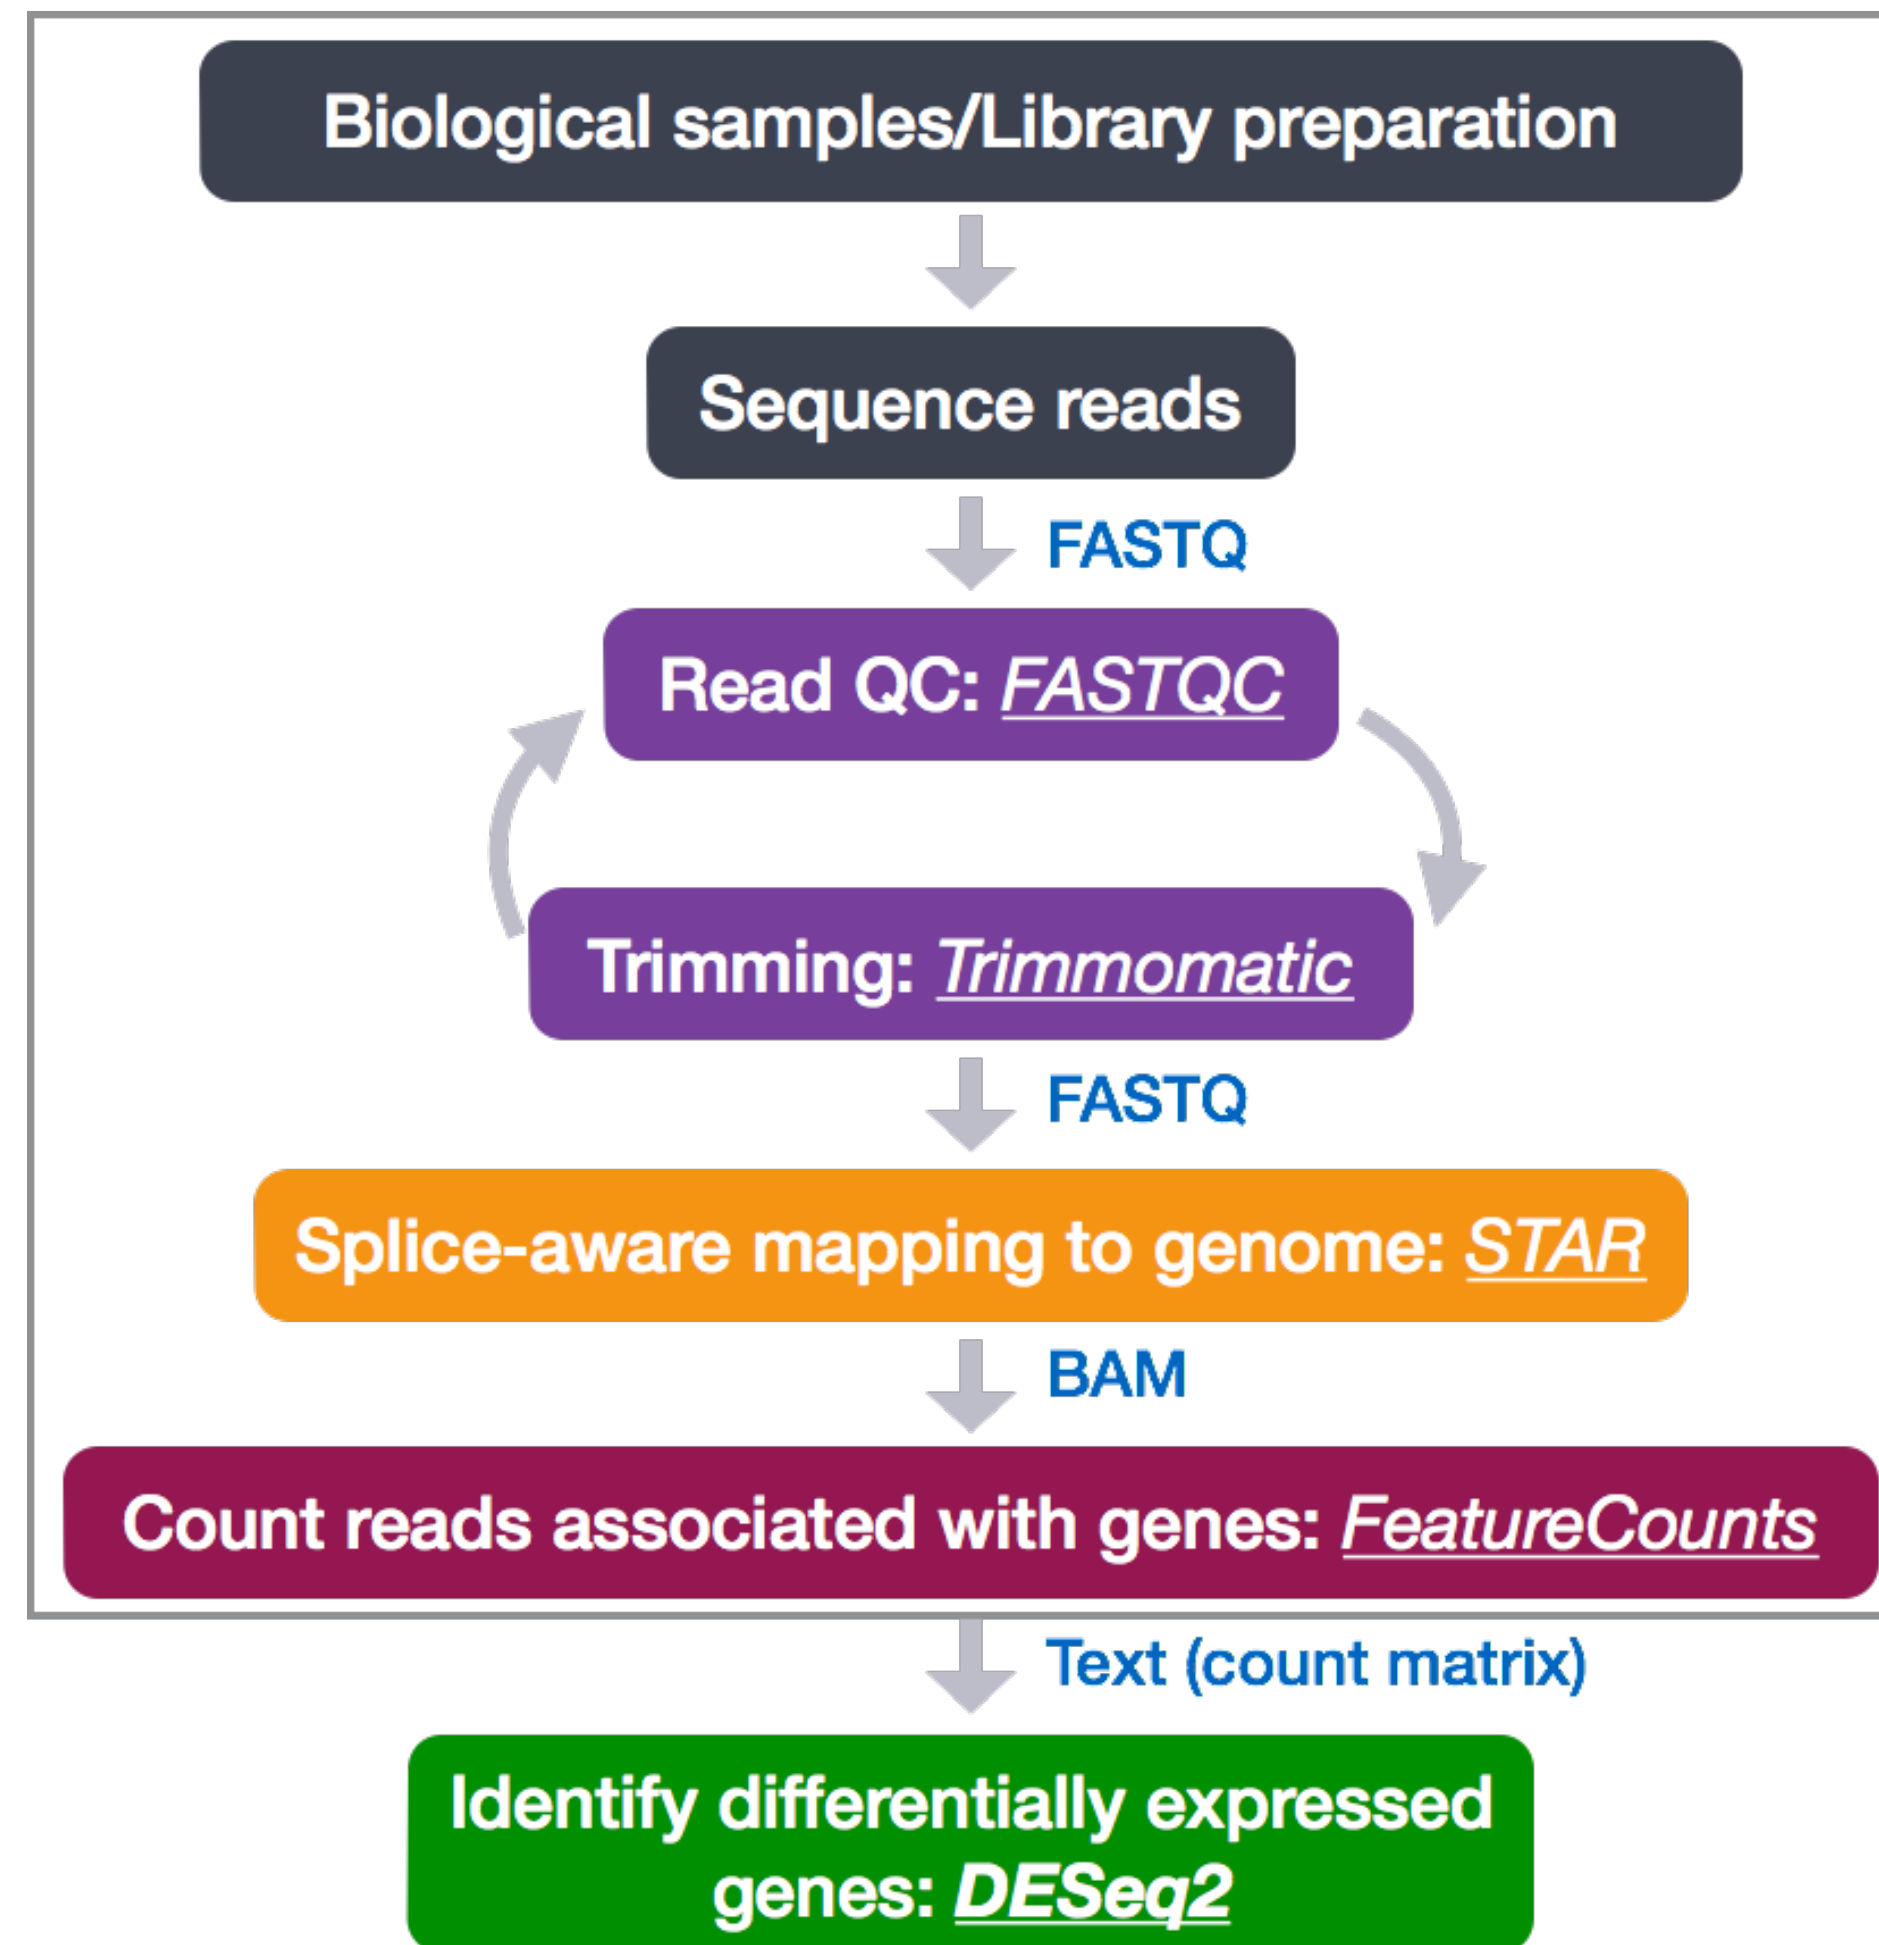 Biological samples/Library preparation
Sequence reads
FASTQ
Read QC: FASTQC
Trimming: Trimmomatic
FASTQ
Splice-aware mapping to genome: STAR
BAM
Count reads associated with genes: FeatureCounts
Text (count matrix)
Identify differentially expressed
genes: DESeq2